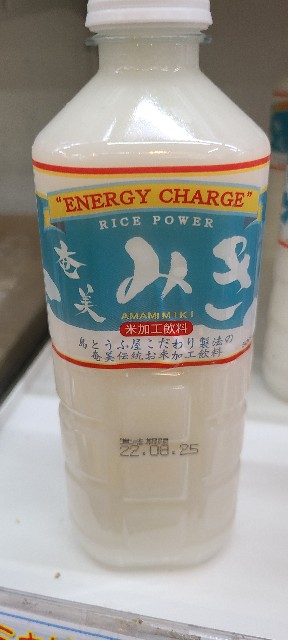 "ENERGY CHARGE"
RICE POWER
奄美
みき
AMAMIMIKI
米加工飲料
島とうふ屋こだわり製法の
奄美伝統お米加工飲料
22.08.25